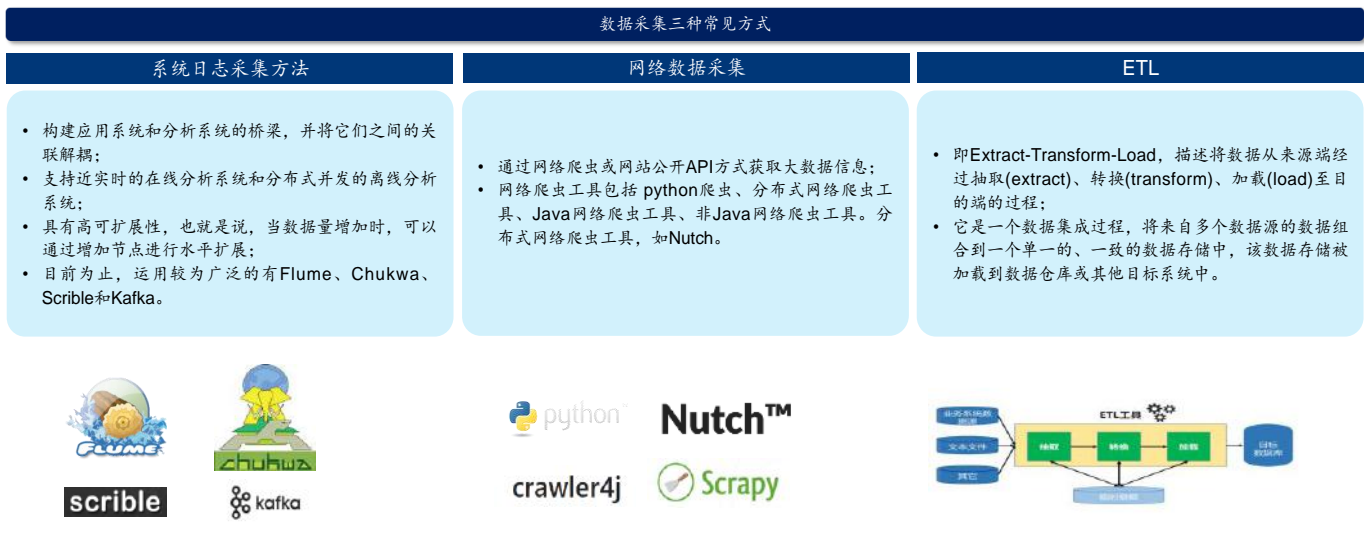 数据采集三种常见方式
系统日志采集方法
• 构建应用系统和分析系统的桥梁，并将它们之间的关
联解耦；
• 支持近实时的在线分析系统和分布式并发的离线分析
系统；
• 具有高可扩展性，也就是说，当数据量增加时，可以
通过增加节点进行水平扩展；
• 目前为止，运用较为广泛的有Flume、Chukwa、
Scrible和Kafka。
网络数据采集
• 通过网络爬虫或网站公开API方式获取大数据信息；
• 网络爬虫工具包括 python爬虫、分布式网络爬虫工
具、Java网络爬虫工具、非Java网络爬虫工具。分
布式网络爬虫工具，如Nutch。
ETL
• 即Extract-Transform-Load，描述将数据从来源端经
过抽取(extract)、转换(transform)、加载(load)至目
的端的过程；
• 它是一个数据集成过程，将来自多个数据源的数据组
合到一个单一的、一致的数据存储中，该数据存储被
加载到数据仓库或其他目标系统中。
FLUME
chukwa
scrible
kafka
python™
Nutch™
crawler4j
Scrapy
ETL工具
业务系统数
据源
文本文件
其它
抽取
转换
加载
目标
数据库